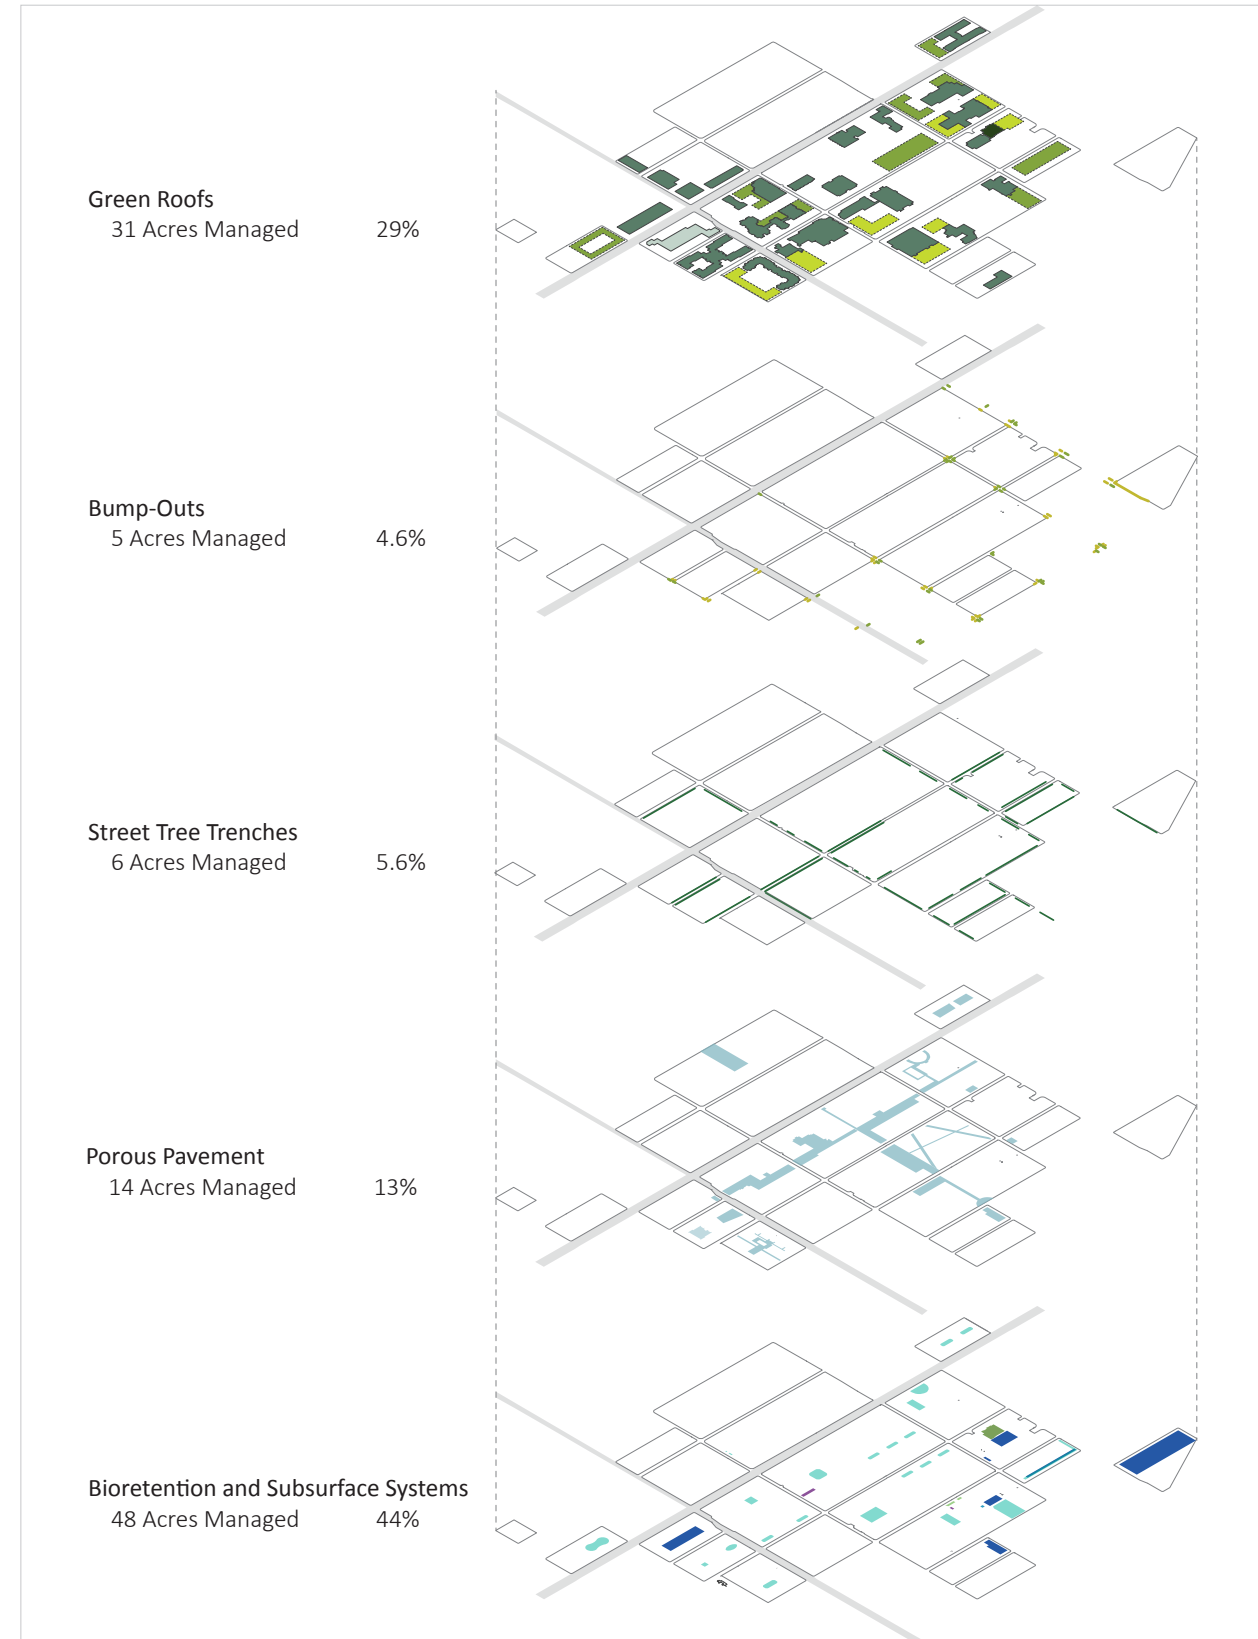 Green Roofs
31 Acres Managed 29%
Bump-Outs
5 Acres Managed 4.6%
Street Tree Trenches
6 Acres Managed 5.6%
Porous Pavement
14 Acres Managed 13%
Bioretention and Subsurface Systems
48 Acres Managed 44%